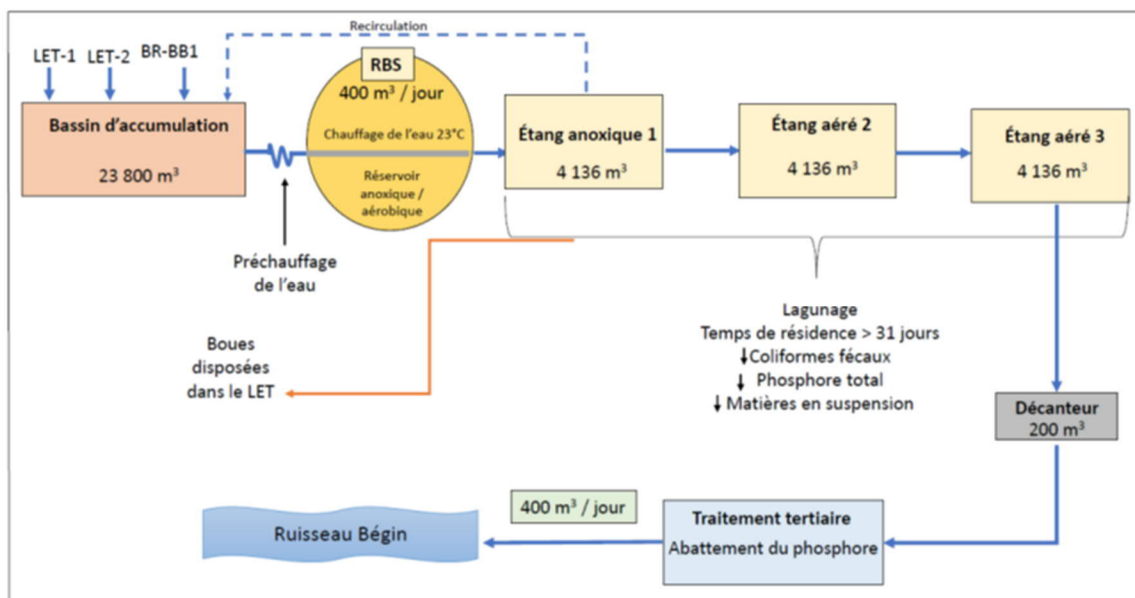 Recirculation
LET-1
LET-2
BR-BB1
Bassin d'accumulation
23 800 m³
RBS
400 m³ / jour
Chauffage de l'eau 23°C
Réservoir
anoxique /
aérobique
Étang anoxique 1
4 136 m³
Étang aéré 2
4 136 m³
Étang aéré 3
4 136 m³
Préchauffage
de l'eau
Boues
disposées
dans le LET
Lagunage
Temps de résidence > 31 jours
↓Coliformes fécaux
↓ Phosphore total
↓ Matières en suspension
Décanteur
200 m³
Traitement tertiaire
Abattement du phosphore
400 m³ / jour
Ruisseau Bégin